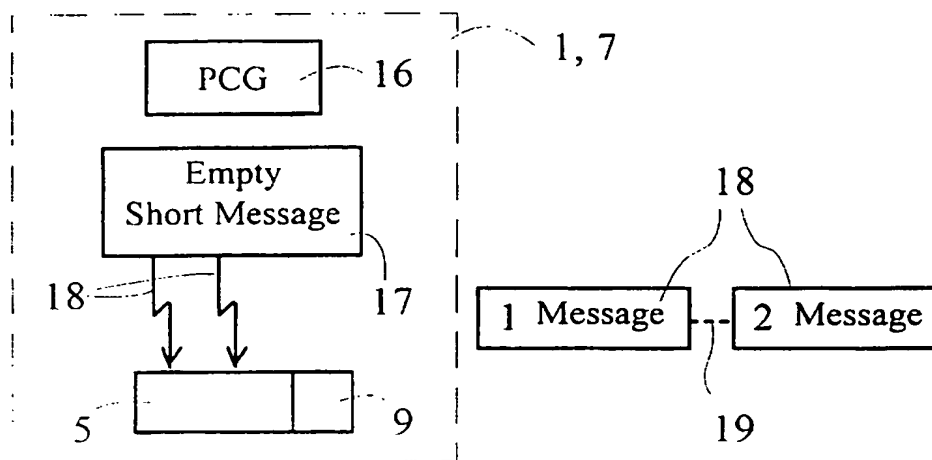 1, 7
PCG
16
Empty
Short Message
18
17
18
1 Message
2 Message
5
9
19